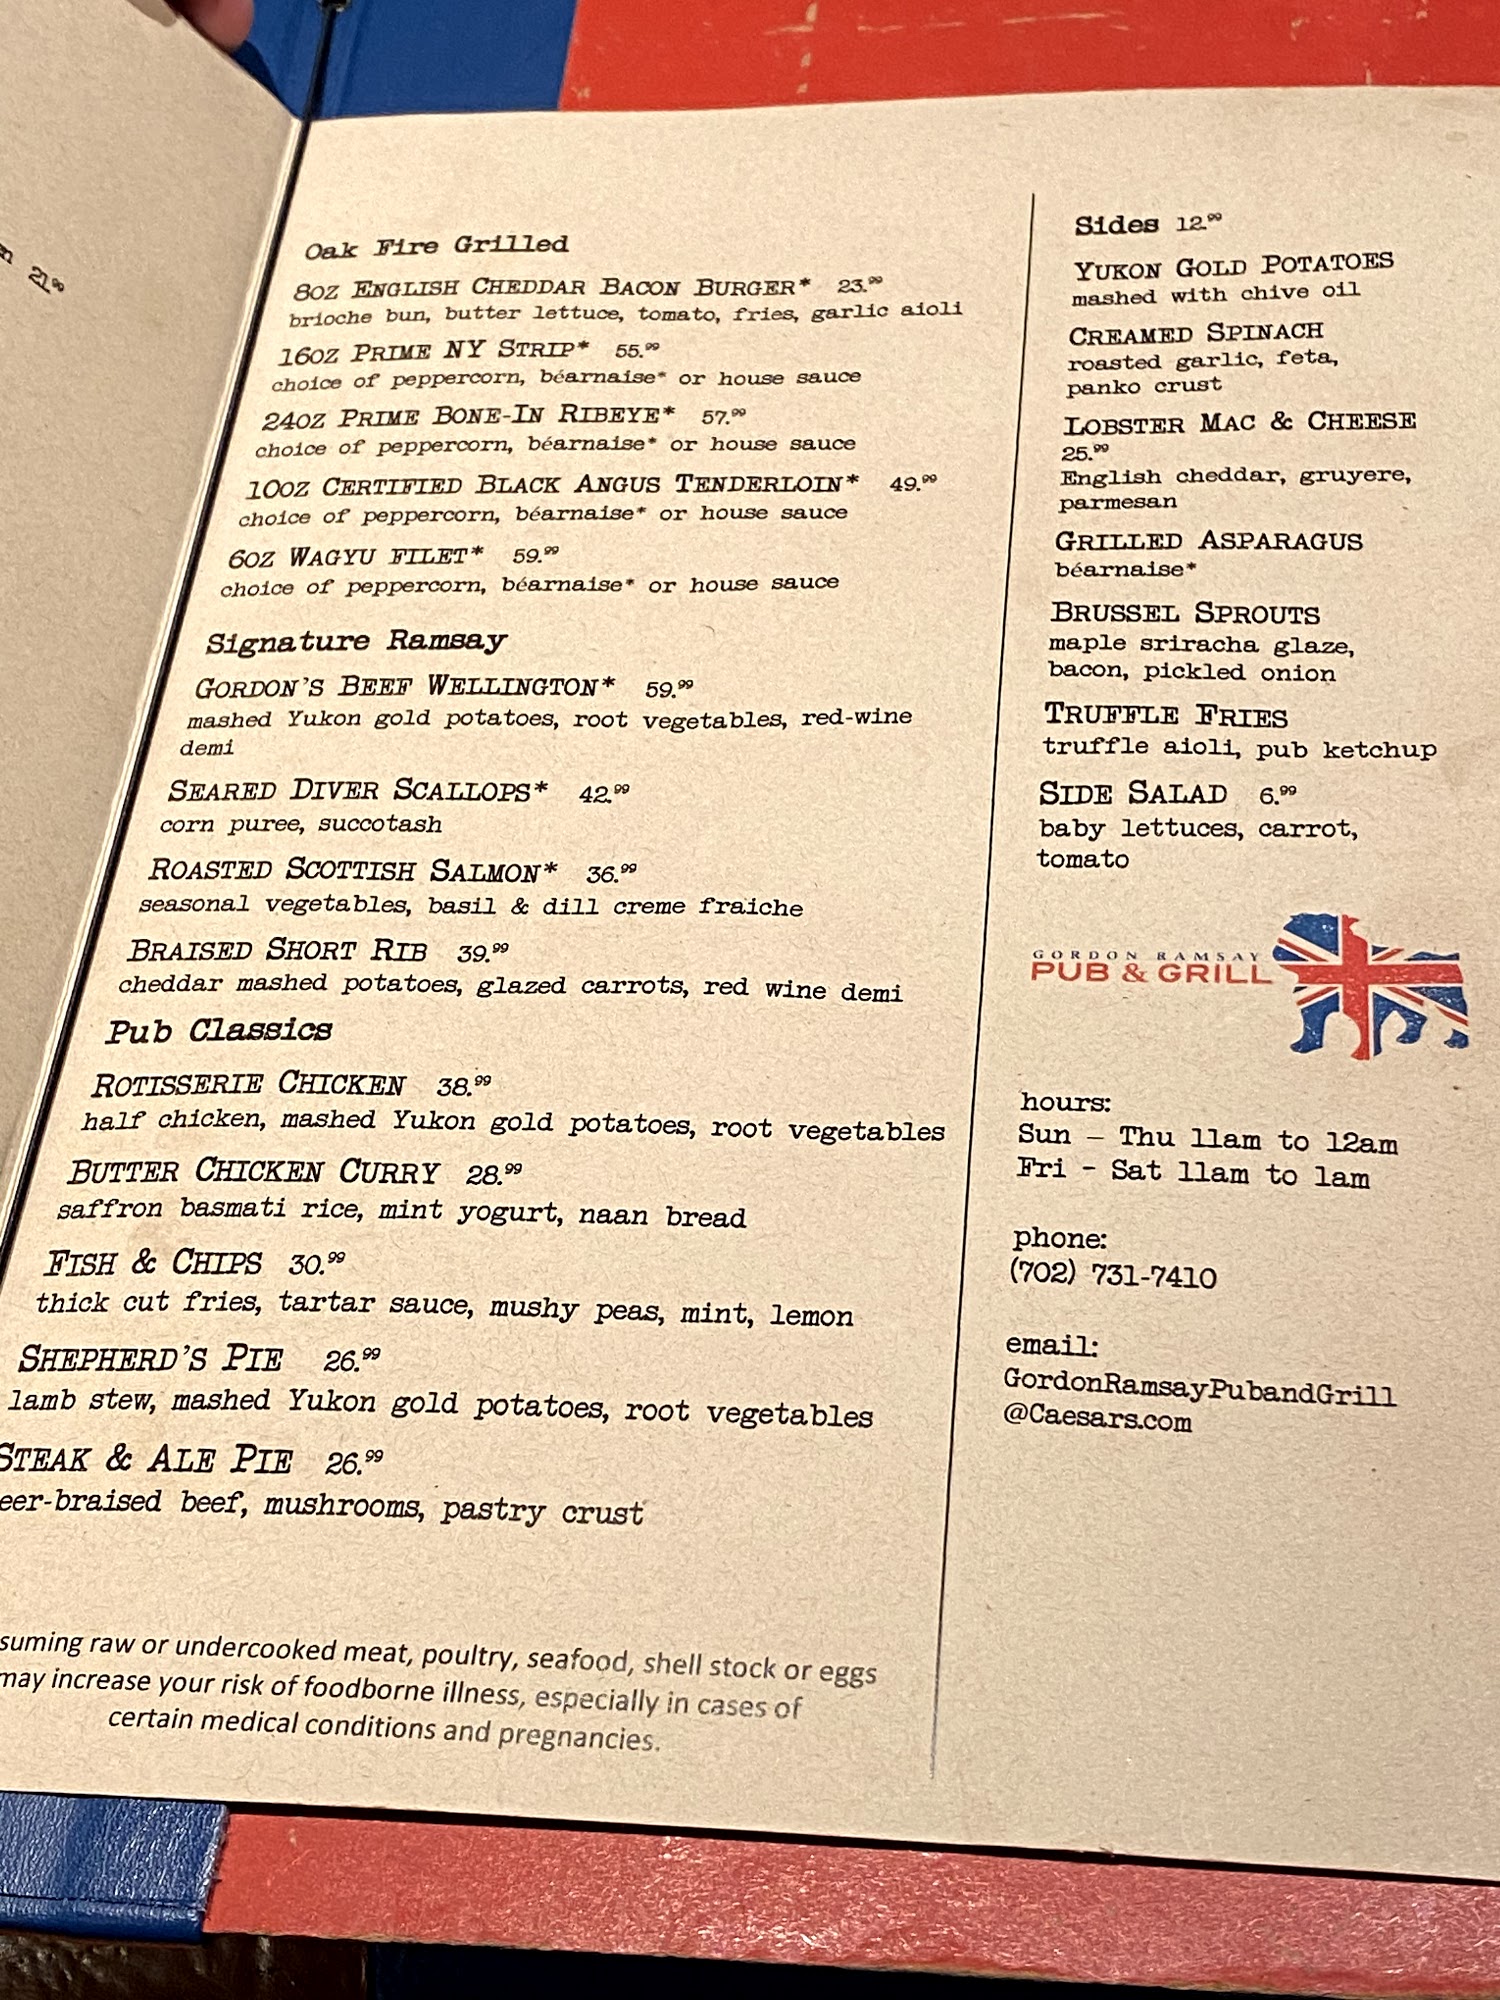 21.99
Oak Fire Grilled
8oz English Cheddar Bacon Burger* 23.99
brioche bun, butter lettuce, tomato, fries, garlic aioli
16oz Prime NY Strip* 55.99
choice of peppercorn, béarnaise* or house sauce
24oz Prime Bone-In Ribeye* 57.99
choice of peppercorn, béarnaise* or house sauce
10oz Certified Black Angus Tenderloin* 49.99
choice of peppercorn, béarnaise* or house sauce
6oz Wagyu filet* 59.99
choice of peppercorn, béarnaise* or house sauce
Signature Ramsay
Gordon's Beef Wellington* 59.99
mashed Yukon gold potatoes, root vegetables, red-wine
demi
Seared Diver Scallops* 42.99
corn puree, succotash
Roasted Scottish Salmon* 36.99
seasonal vegetables, basil & dill creme fraiche
Braised Short Rib 39.99
cheddar mashed potatoes, glazed carrots, red wine demi
Pub Classics
Rotisserie Chicken 38.99
half chicken, mashed Yukon gold potatoes, root vegetables
Butter Chicken Curry 28.99
saffron basmati rice, mint yogurt, naan bread
Fish & Chips 30.99
thick cut fries, tartar sauce, mushy peas, mint, lemon
Shepherd's Pie 26.99
lamb stew, mashed Yukon gold potatoes, root vegetables
Steak & Ale Pie 26.99
eer-braised beef, mushrooms, pastry crust
suming raw or undercooked meat, poultry, seafood, shell stock or eggs
may increase your risk of foodborne illness, especially in cases of
certain medical conditions and pregnancies.
Sides 12.99
Yukon Gold Potatoes
mashed with chive oil
Creamed Spinach
roasted garlic, feta,
panko crust
Lobster Mac & Cheese
25.99
English cheddar, gruyere,
parmesan
Grilled Asparagus
béarnaise*
Brussel Sprouts
maple sriracha glaze,
bacon, pickled onion
Truffle Fries
truffle aioli, pub ketchup
Side Salad 6.99
baby lettuces, carrot,
tomato
GORDON RAMSAY
PUB & GRILL
hours:
Sun – Thu 11am to 12am
Fri - Sat 11am to 1am
phone:
(702) 731-7410
email:
GordonRamsayPubandGrill
@Caesars.com